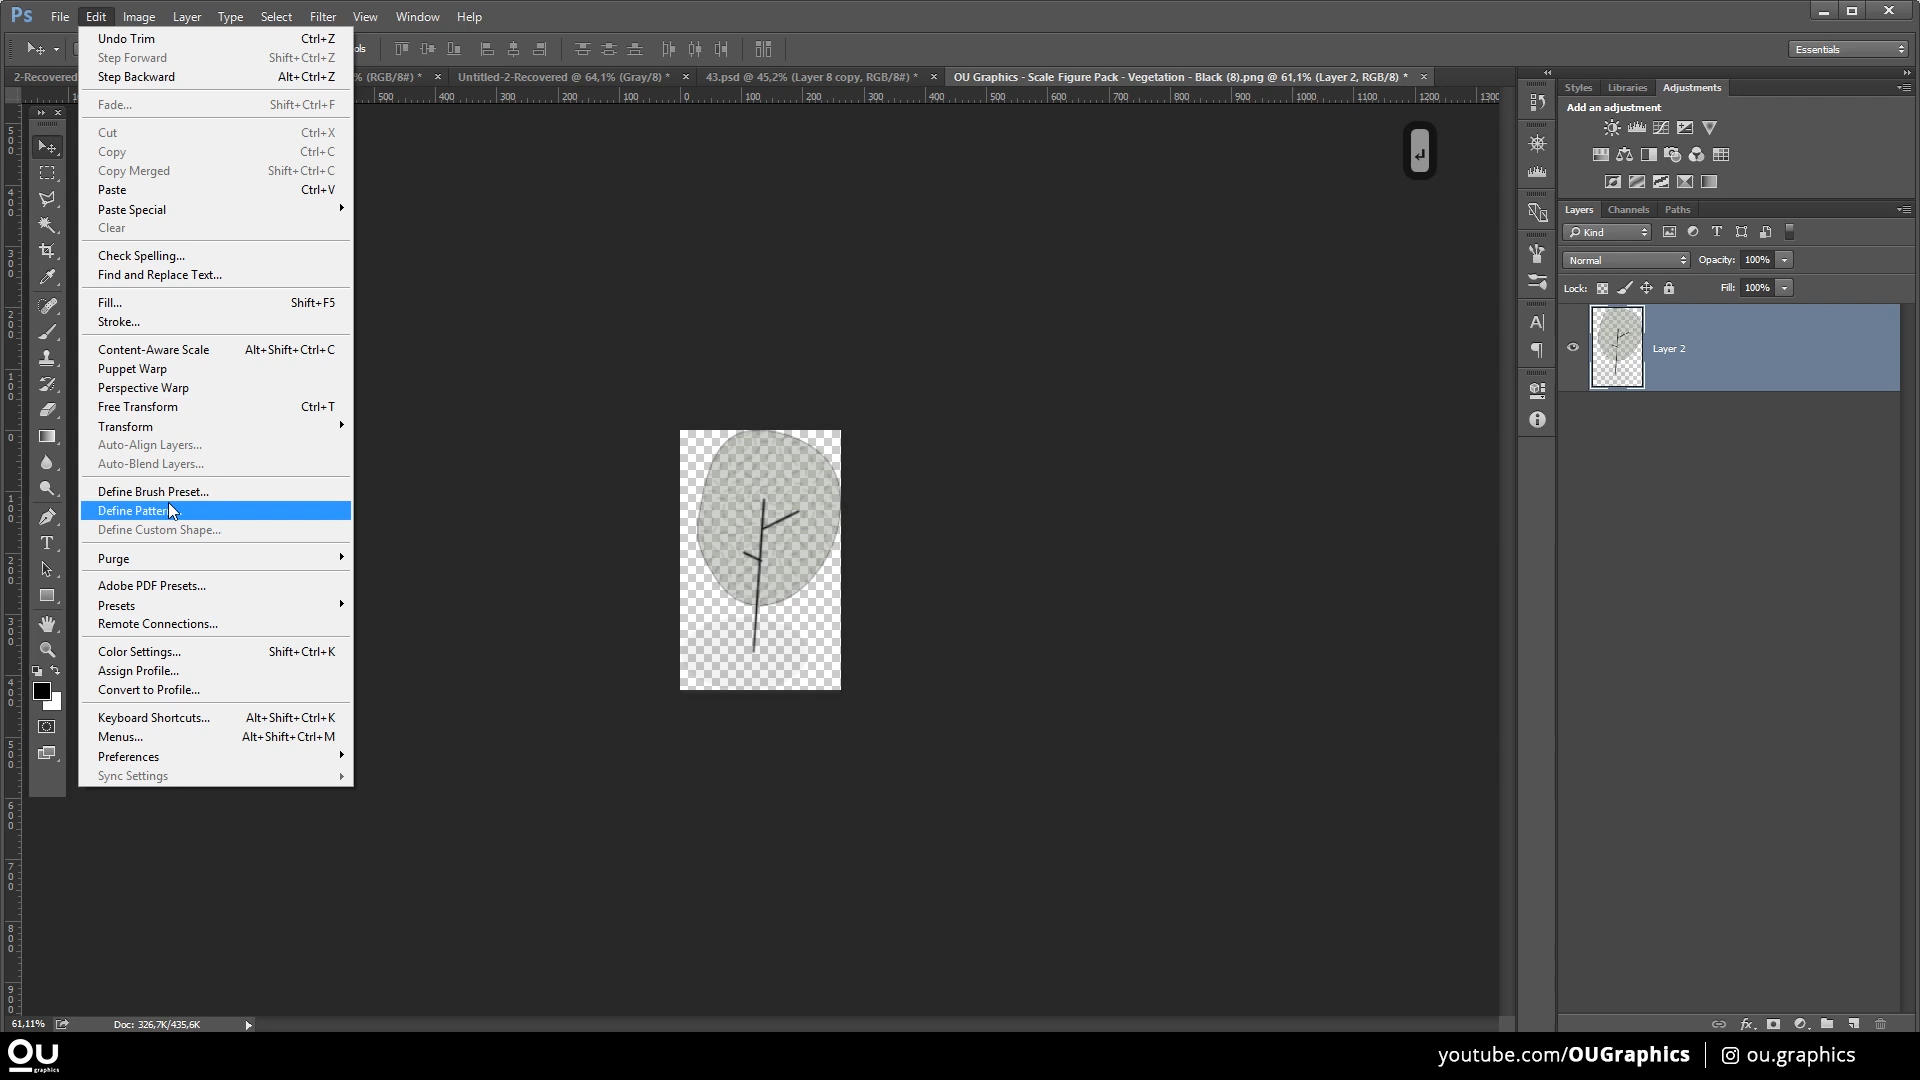 Ps File Edit Image Layer Type Select Filter View Window Help
Essentials
2-Recovered
% (RGB/8#) *
Untitled-2-Recovered @ 64,1% (Gray/8) *
43.psd @ 45,2% (Layer 8 copy, RGB/8#) *
OU Graphics - Scale Figure Pack - Vegetation - Black (8).png @ 61,1% (Layer 2, RGB/8) *
500 400 300 200 100 0 100 200 300 400 500 600 700 800 900 1000 1100 1200 1300
Undo Trim Ctrl+Z
Step Forward Shift+Ctrl+Z
Step Backward Alt+Ctrl+Z
Fade... Shift+Ctrl+F
Cut Ctrl+X
Copy Ctrl+C
Copy Merged Shift+Ctrl+C
Paste Ctrl+V
Paste Special
Clear
Check Spelling...
Find and Replace Text...
Fill... Shift+F5
Stroke...
Content-Aware Scale Alt+Shift+Ctrl+C
Puppet Warp
Perspective Warp
Free Transform Ctrl+T
Transform
Auto-Align Layers...
Auto-Blend Layers...
Define Brush Preset...
Define Pattern
Define Custom Shape...
Purge
Adobe PDF Presets...
Presets
Remote Connections...
Color Settings... Shift+Ctrl+K
Assign Profile...
Convert to Profile...
Keyboard Shortcuts... Alt+Shift+Ctrl+K
Menus... Alt+Shift+Ctrl+M
Preferences
Sync Settings
Styles Libraries Adjustments
Add an adjustment
Layers Channels Paths
Kind
Normal Opacity: 100%
Lock: Fill: 100%
Layer 2
61,11% Doc: 326,7K/435,6K
OU
graphics
youtube.com/OUGraphics
ou.graphics